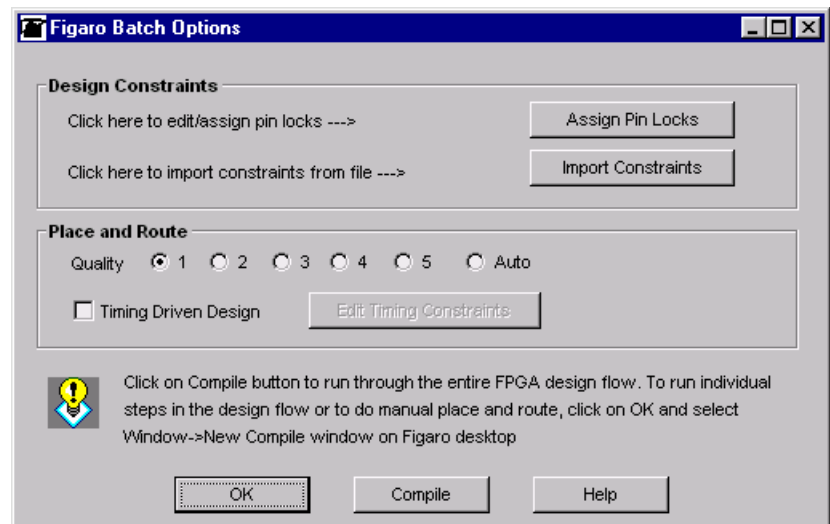 Figaro Batch Options
Design Constraints
Click here to edit/assign pin locks --->
Assign Pin Locks
Click here to import constraints from file --->
Import Constraints
Place and Route
Quality 1 2 3 4 5 Auto
Timing Driven Design
Edit Timing Constraints
Click on Compile button to run through the entire FPGA design flow. To run individual
steps in the design flow or to do manual place and route, click on OK and select
Window->New Compile window on Figaro desktop
OK Compile Help